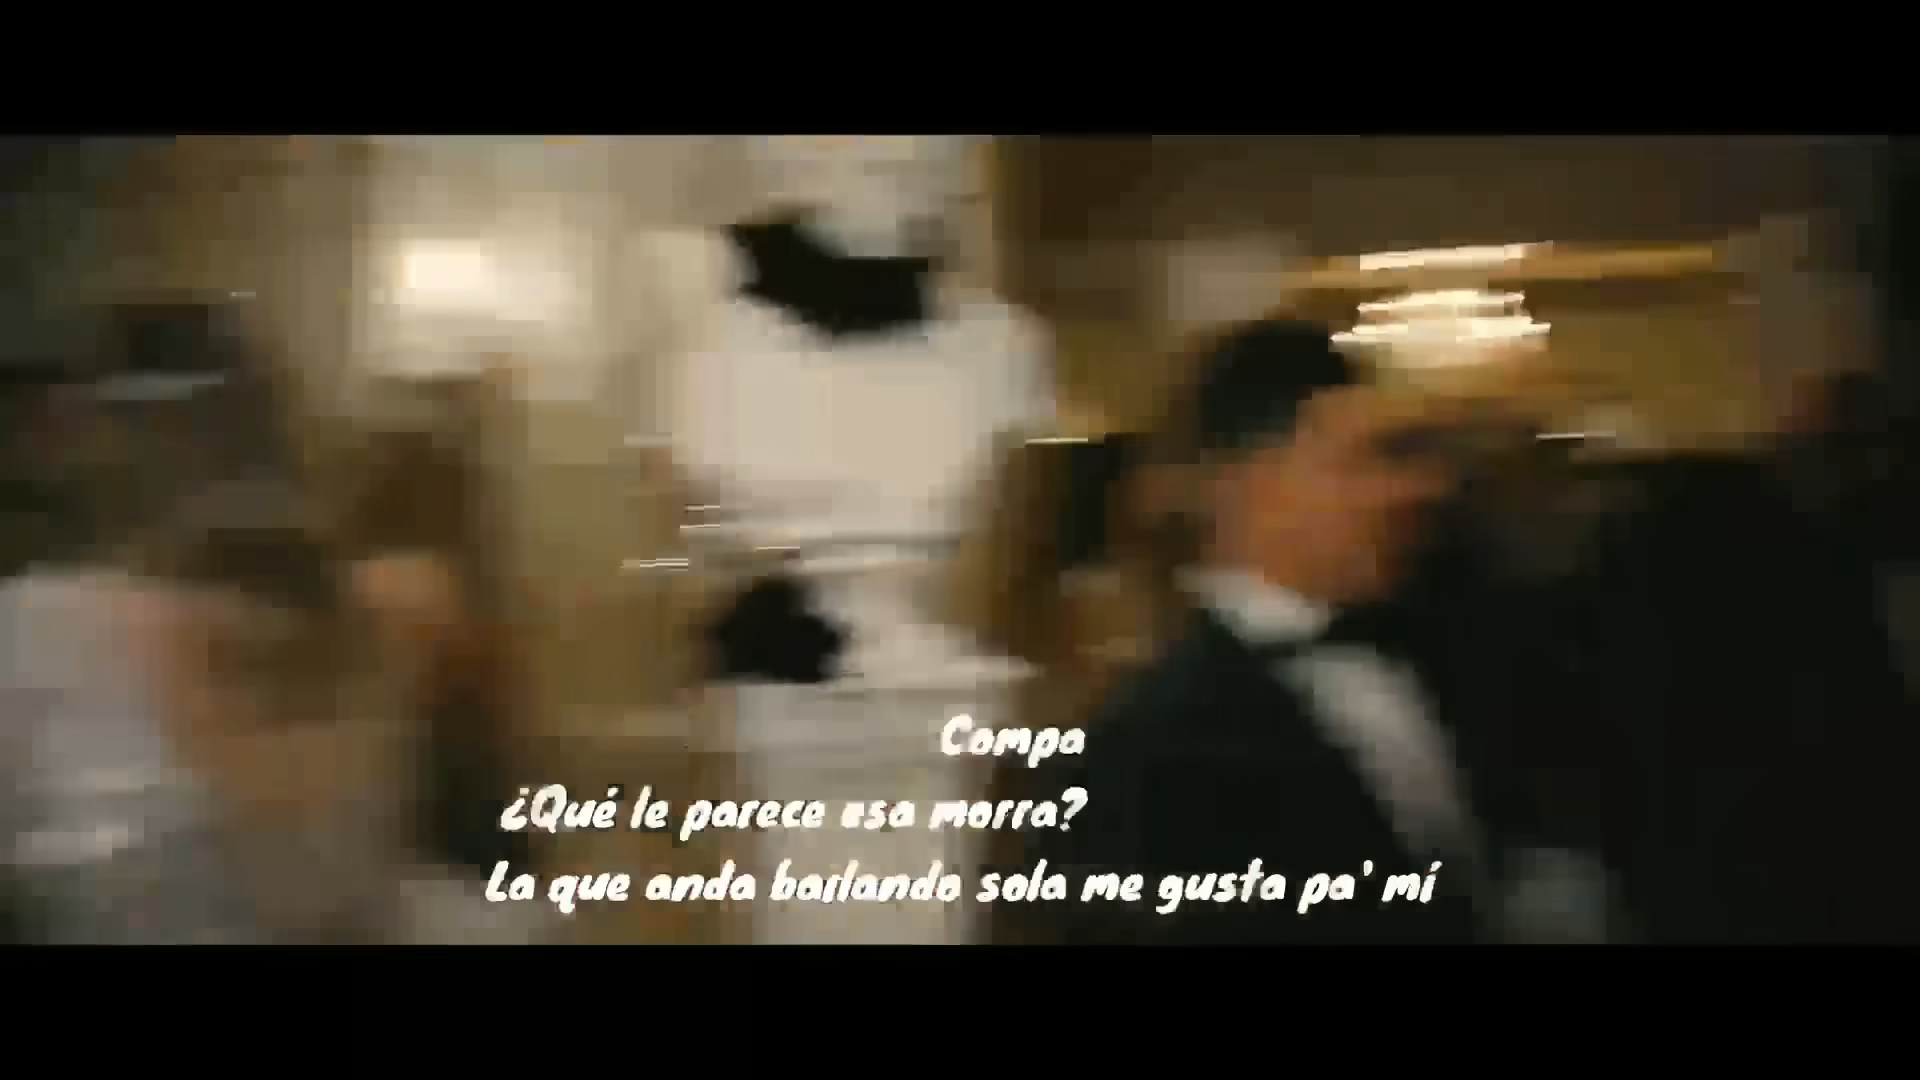 Compa
¿Qué le parece esa morra?
La que anda bailando sola me gusta pa' mí